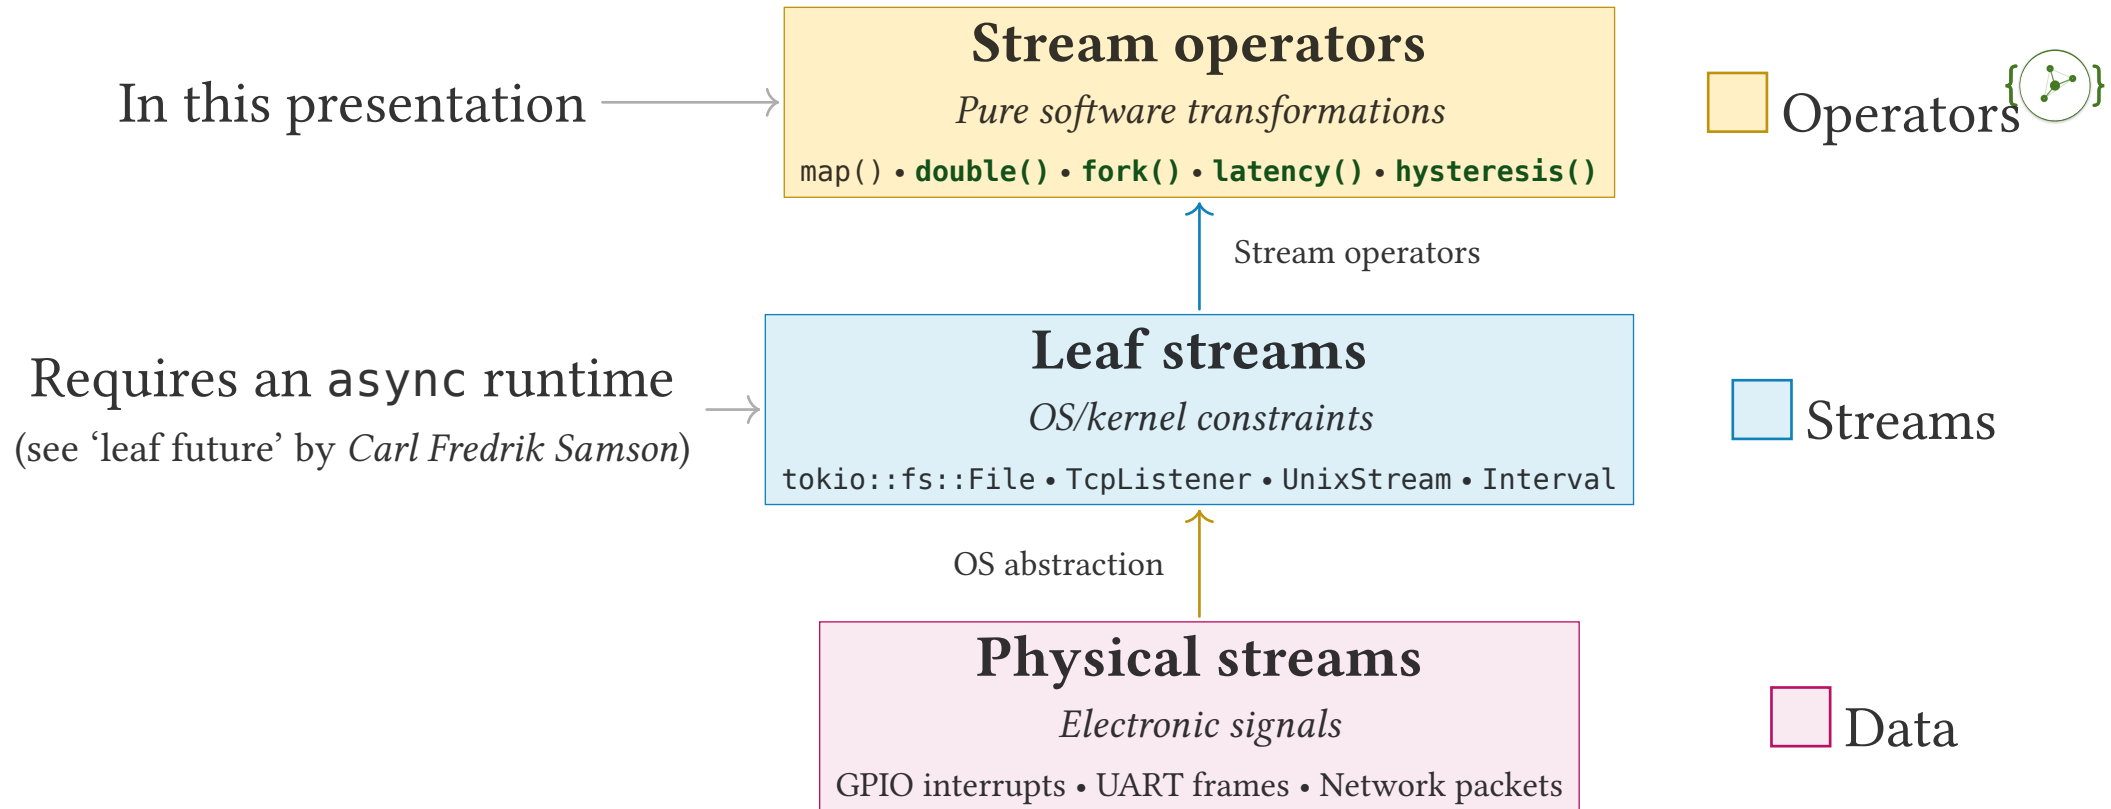 Stream operators
Pure software transformations
map() • double() • fork() • latency() • hysteresis()
In this presentation
Operators
Stream operators
Leaf streams
OS/kernel constraints
tokio::fs::File • TcpListener • UnixStream • Interval
Requires an async runtime
(see ‘leaf future’ by Carl Fredrik Samson)
Streams
OS abstraction
Physical streams
Electronic signals
GPIO interrupts • UART frames • Network packets
Data